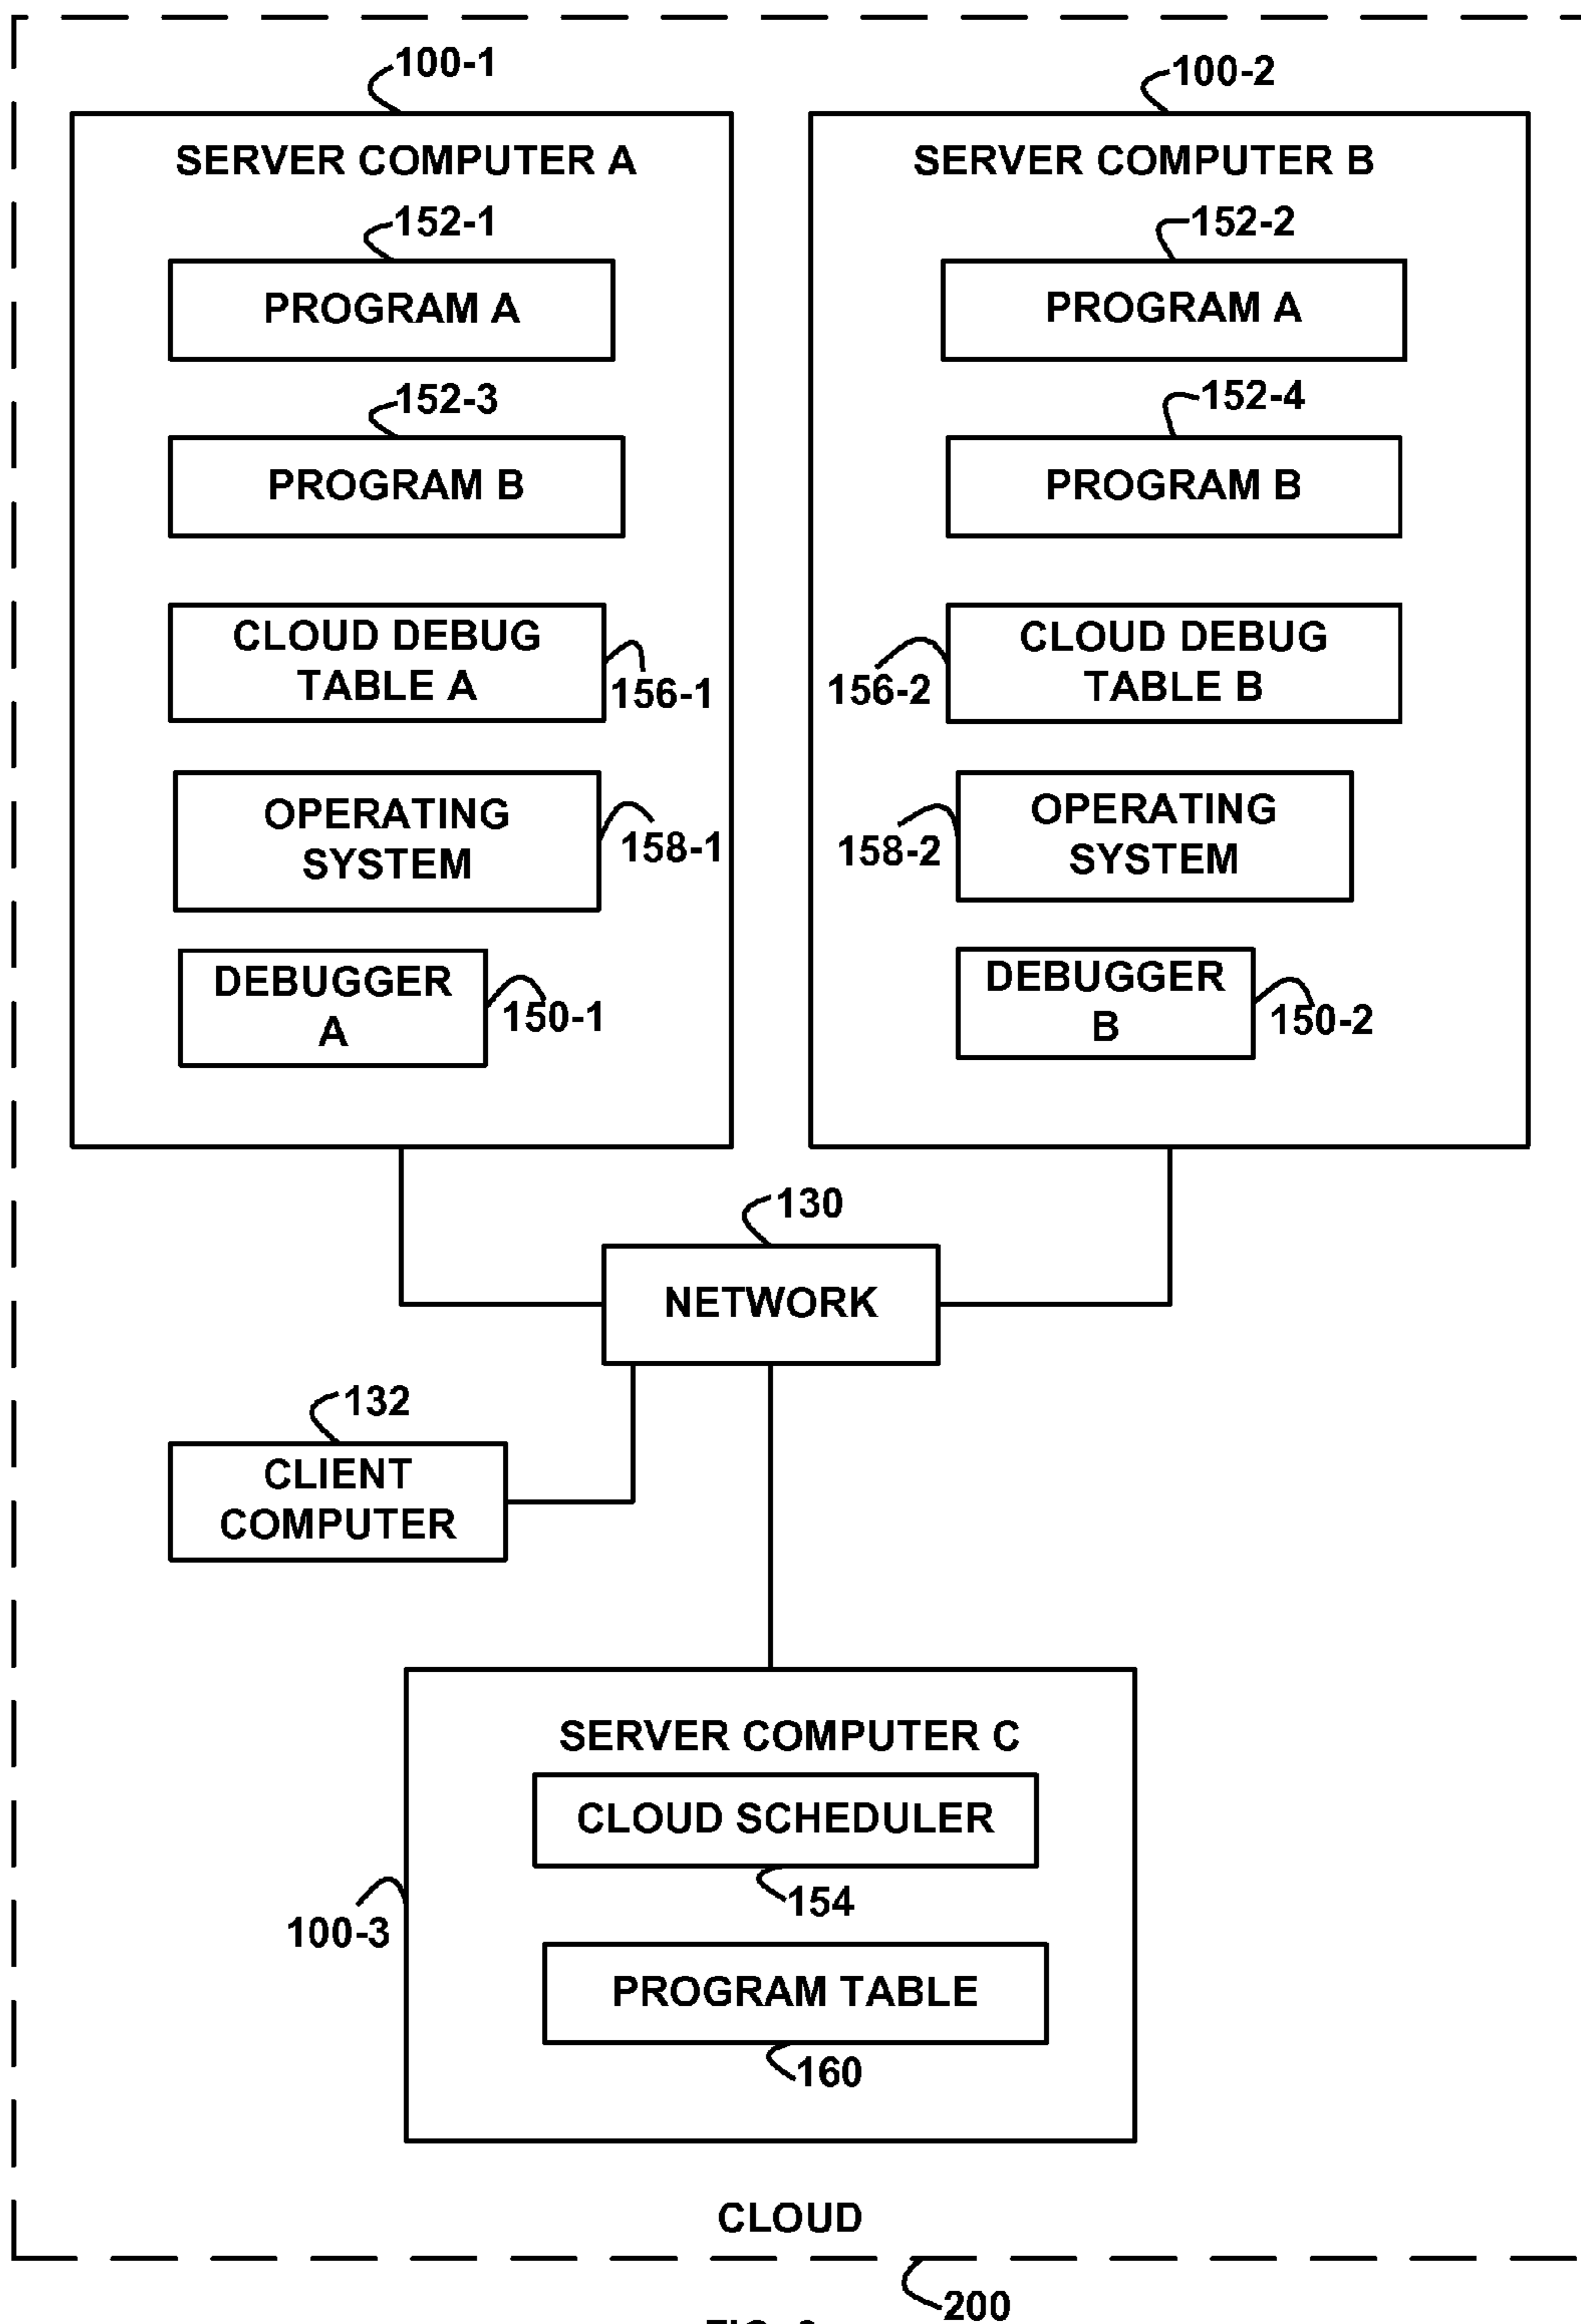 100-1
100-2
SERVER COMPUTER A
152-1
PROGRAM A
152-3
PROGRAM B
CLOUD DEBUG
TABLE A
156-1
OPERATING
SYSTEM
158-1
DEBUGGER
A
150-1
SERVER COMPUTER B
152-2
PROGRAM A
152-4
PROGRAM B
CLOUD DEBUG
TABLE B
156-2
OPERATING
SYSTEM
158-2
DEBUGGER
B
150-2
130
NETWORK
132
CLIENT
COMPUTER
SERVER COMPUTER C
CLOUD SCHEDULER
154
100-3
PROGRAM TABLE
160
CLOUD
200